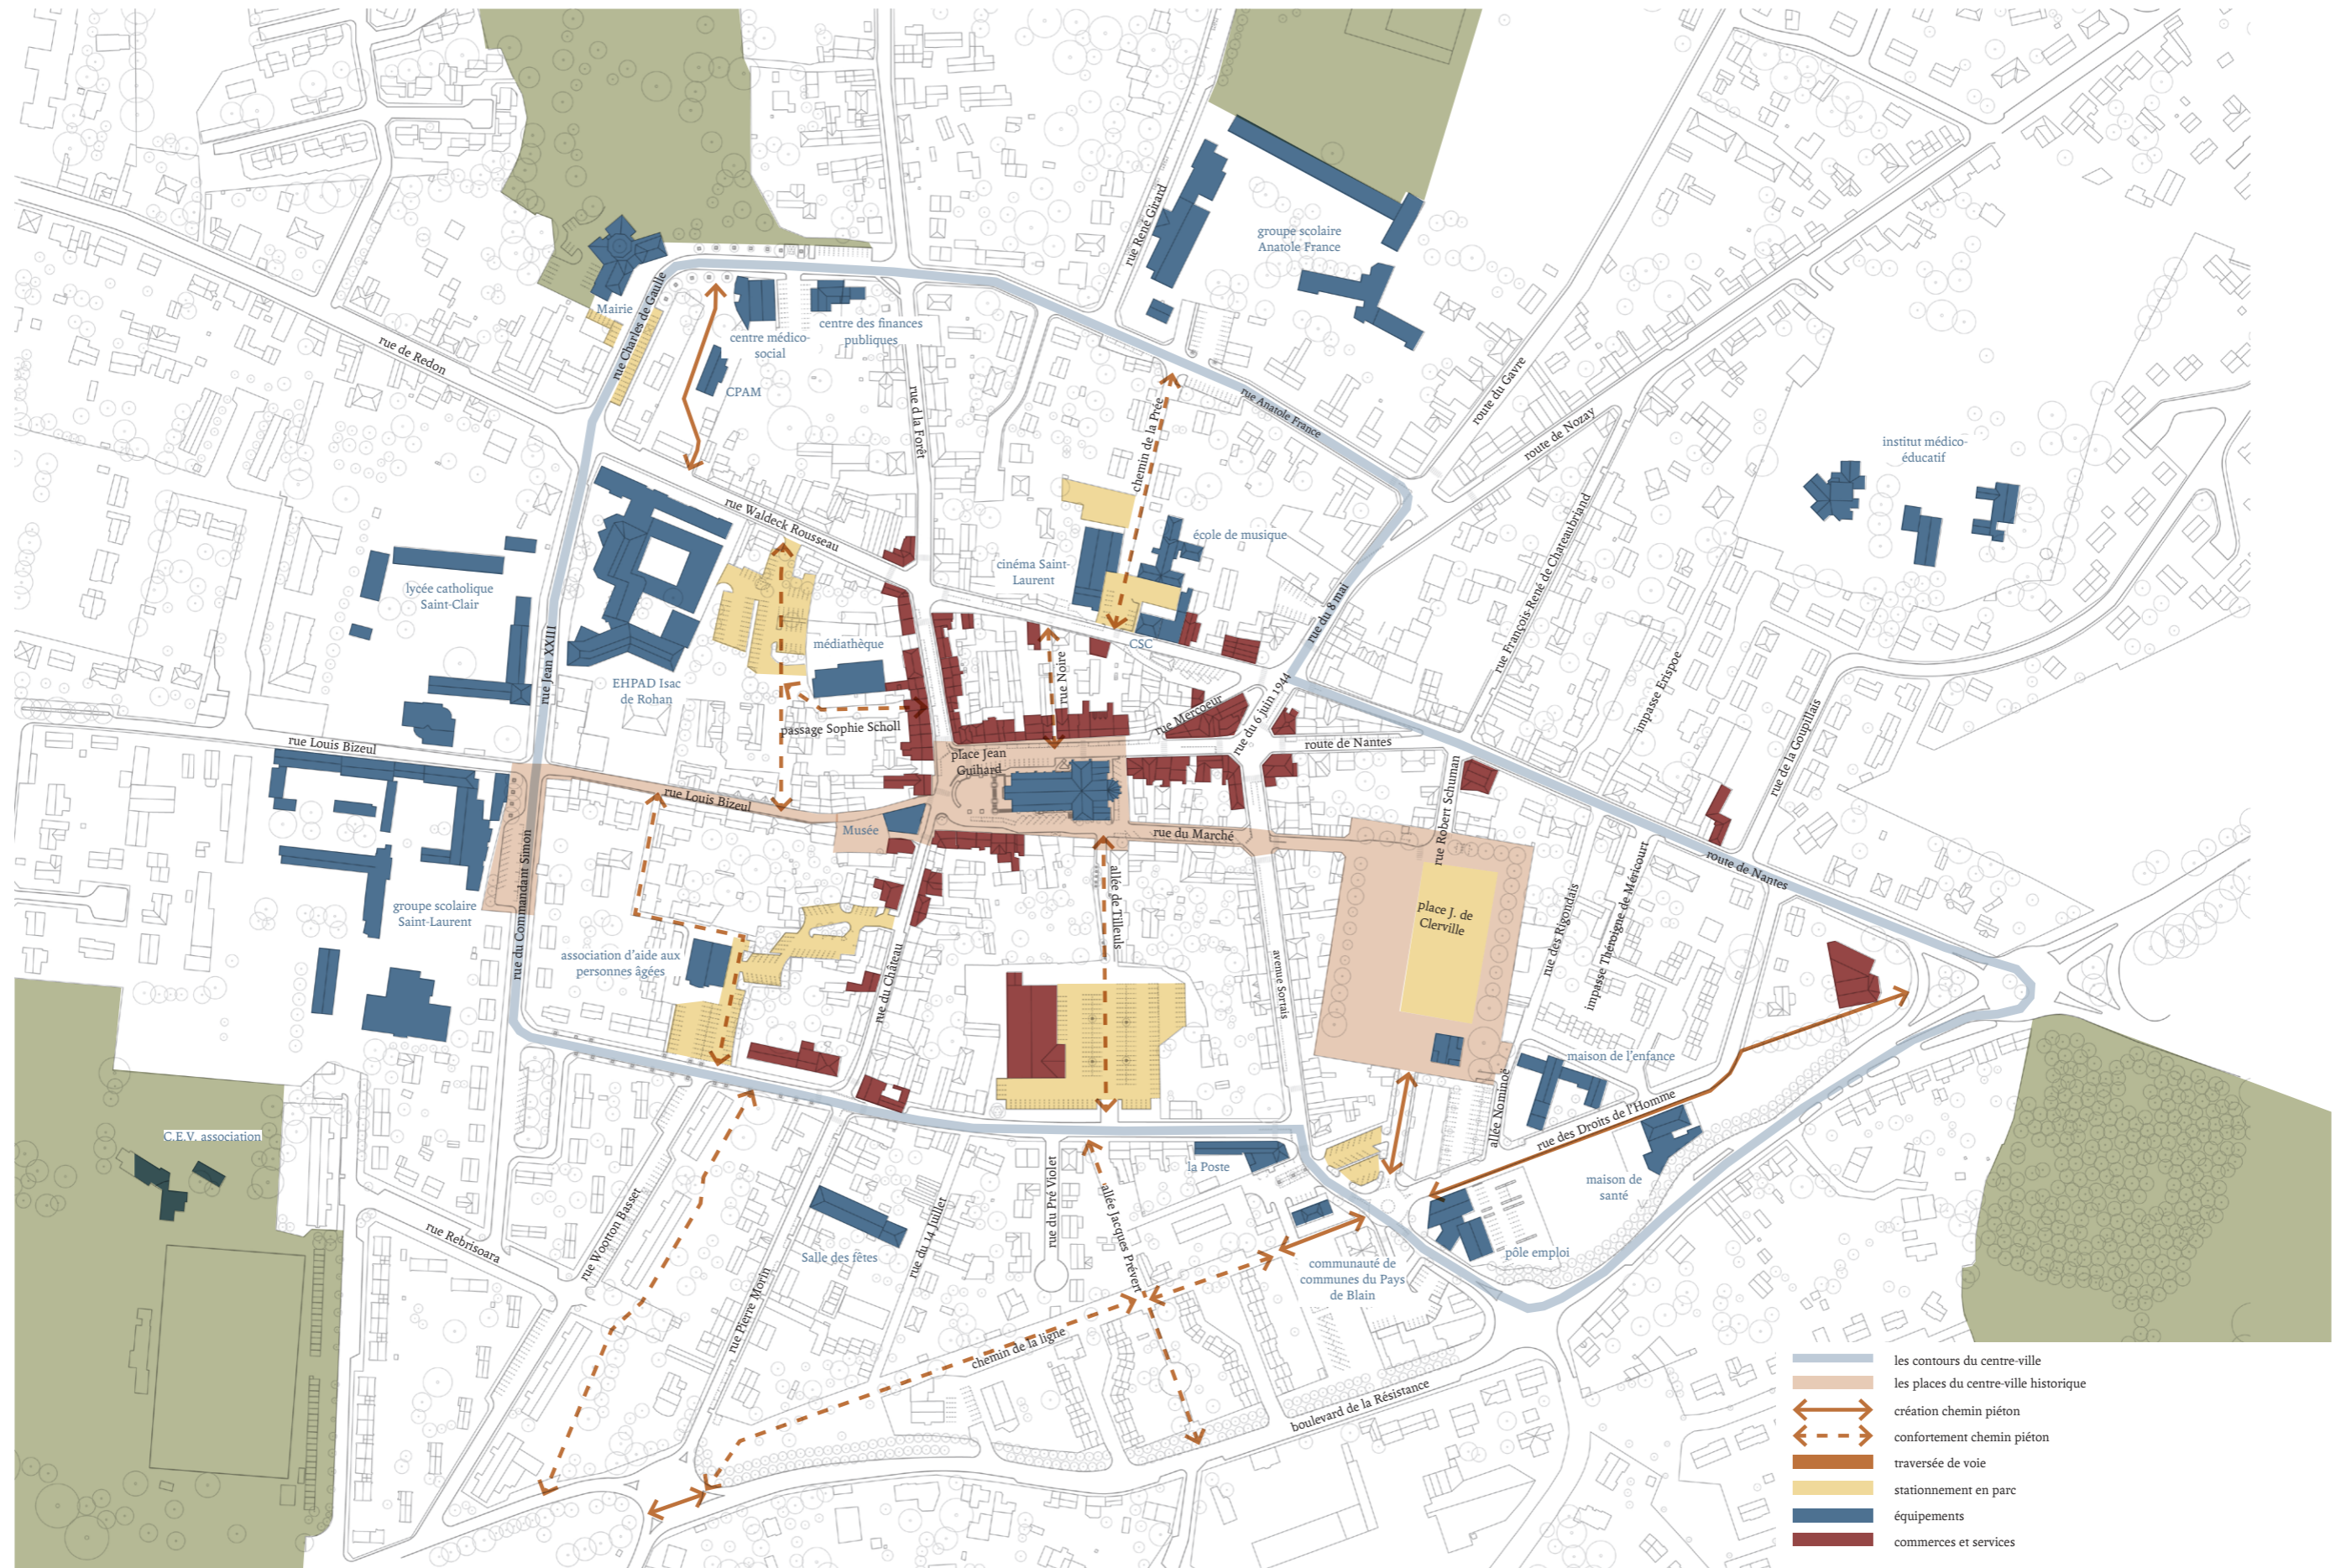 rue René Girard
groupe scolaire
Anatole France
Mairie
rue Charles de Gaulle
centre médico-
social
centre des finances
publiques
CPAM
rue de Redon
rue d la Forêt
chemin de la Prée
rue Anatole France
route du Gavre
route de Nozay
institut médico-
éducatif
rue Waldeck Rousseau
école de musique
cinéma Saint-
Laurent
rue François-René de Chateaubriand
lycée catholique
Saint-Clair
rue du 8 mai
médiathèque
CSC
rue Jean XXIII
EHPAD Isac
de Rohan
rue Noire
impasse Erispoe
passage Sophie Scholl
rue Mercoeur
rue du 6 juin 1944
rue de la Goupillais
rue Louis Bizeul
place Jean
Guihard
route de Nantes
rue Louis Bizeul
Musée
rue du Marché
rue Robert Schuman
route de Nantes
groupe scolaire
Saint-Laurent
rue du Commandant Simon
allée de Tilleuls
place J. de
Clerville
rue des Rigondais
impasse Théroigne de Méricourt
association d'aide aux
personnes âgées
rue du Château
avenue Sortais
maison de l'enfance
allée Nominoë
rue des Droits de l'Homme
C.E.V. association
la Poste
maison de
santé
rue Rebrisoara
rue Wootton Basset
rue Pierre Morin
Salle des fêtes
rue du 14 Juillet
rue du Pré Violet
allée Jacques Prévert
communauté de
communes du Pays
de Blain
pôle emploi
chemin de la ligne
boulevard de la Résistance
les contours du centre-ville
les places du centre-ville historique
création chemin piéton
confortement chemin piéton
traversée de voie
stationnement en parc
équipements
commerces et services